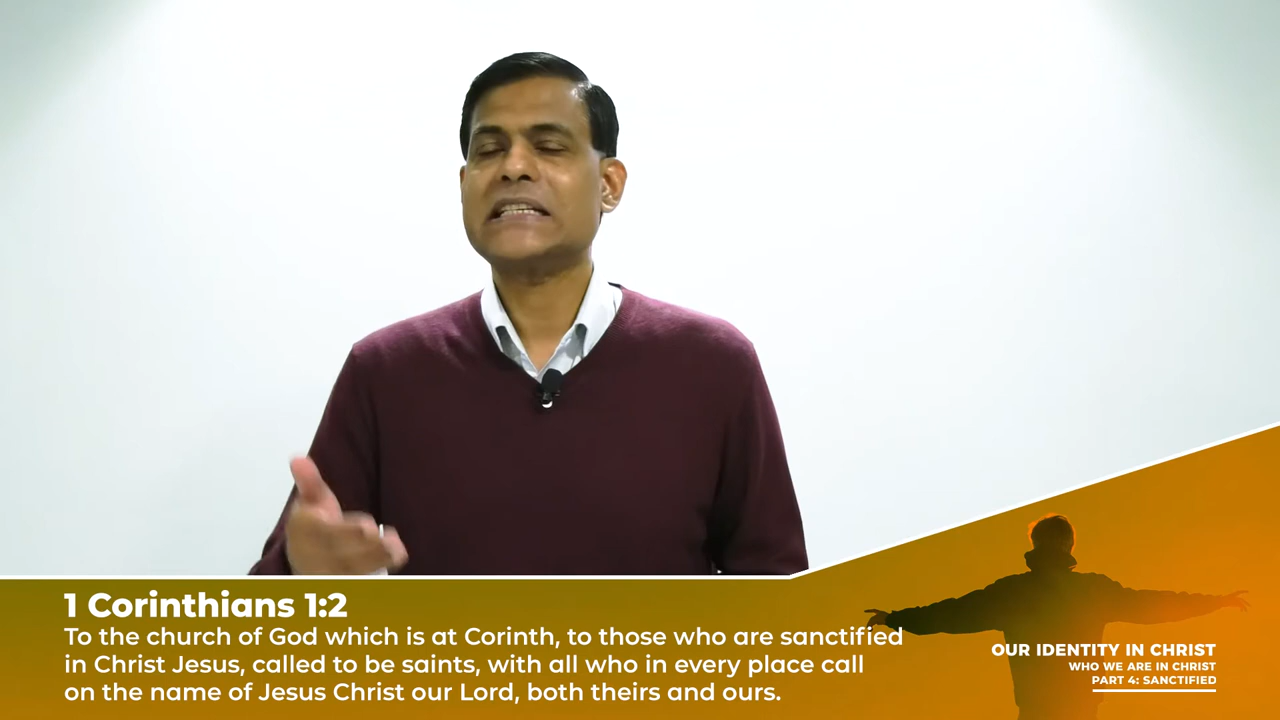 1 Corinthians 1:2
To the church of God which is at Corinth, to those who are sanctified
in Christ Jesus, called to be saints, with all who in every place call
on the name of Jesus Christ our Lord, both theirs and ours.
OUR IDENTITY IN CHRIST
WHO WE ARE IN CHRIST
PART 4: SANCTIFIED